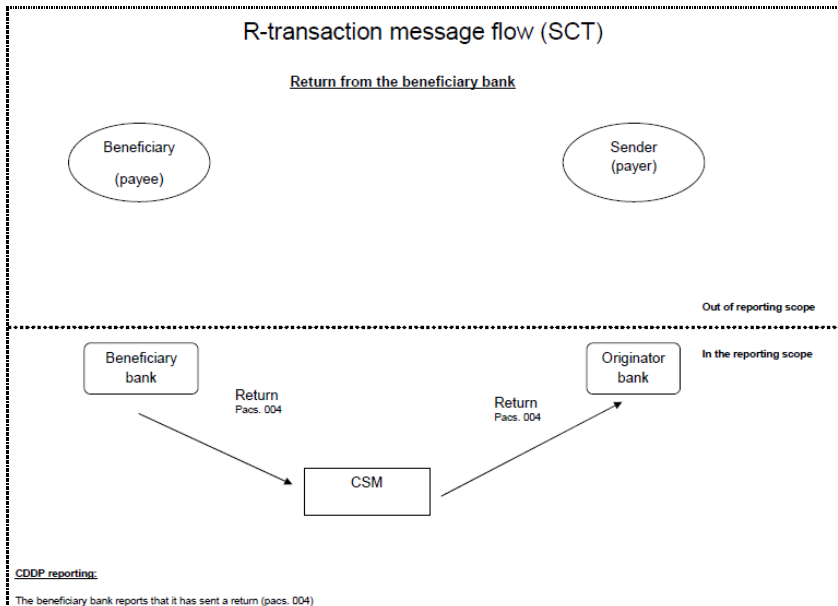 R-transaction message flow (SCT)
Return from the beneficiary bank
Beneficiary
(payee)
Sender
(payer)
Out of reporting scope
Beneficiary
bank
Originator
bank
In the reporting scope
Return
Pacs. 004
Return
Pacs. 004
CSM
CDDP reporting:
The beneficiary bank reports that it has sent a return (pacs. 004)